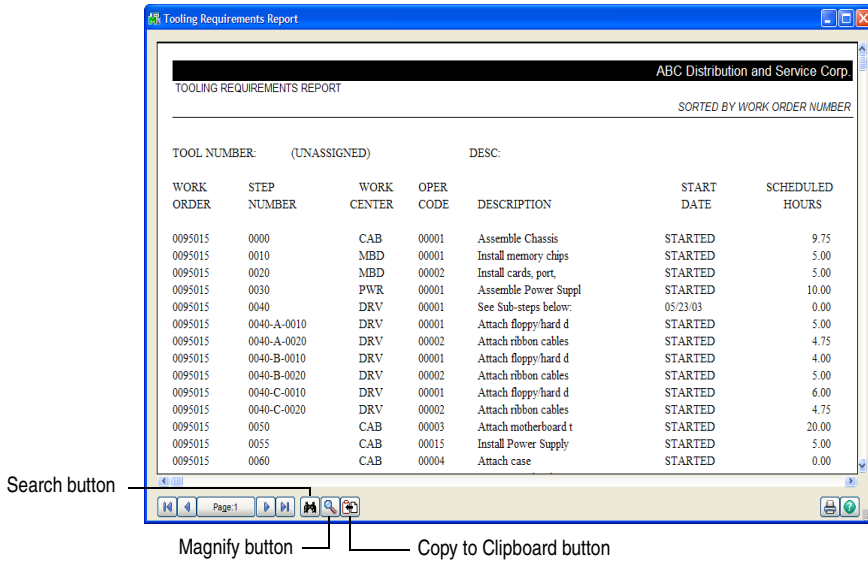 Tooling Requirements Report
ABC Distribution and Service Corp.
TOOLING REQUIREMENTS REPORT
SORTED BY WORK ORDER NUMBER
TOOL NUMBER: (UNASSIGNED) DESC:
WORK STEP WORK OPER START SCHEDULED
ORDER NUMBER CENTER CODE DESCRIPTION DATE HOURS
0095015 0000 CAB 00001 Assemble Chassis STARTED 9.75
0095015 0010 MBD 00001 Install memory chips STARTED 5.00
0095015 0020 MBD 00002 Install cards, port, STARTED 5.00
0095015 0030 PWR 00001 Assemble Power Suppl STARTED 10.00
0095015 0040 DRV 00001 See Sub-steps below: 05/23/03 0.00
0095015 0040-A-0010 DRV 00001 Attach floppy/hard d STARTED 5.00
0095015 0040-A-0020 DRV 00002 Attach ribbon cables STARTED 4.75
0095015 0040-B-0010 DRV 00001 Attach floppy/hard d STARTED 4.00
0095015 0040-B-0020 DRV 00002 Attach ribbon cables STARTED 5.00
0095015 0040-C-0010 DRV 00001 Attach floppy/hard d STARTED 6.00
0095015 0040-C-0020 DRV 00002 Attach ribbon cables STARTED 4.75
0095015 0050 CAB 00003 Attach motherboard t STARTED 20.00
0095015 0055 CAB 00015 Install Power Supply STARTED 5.00
0095015 0060 CAB 00004 Attach case STARTED 0.00
Search button
Page:1
Magnify button
Copy to Clipboard button